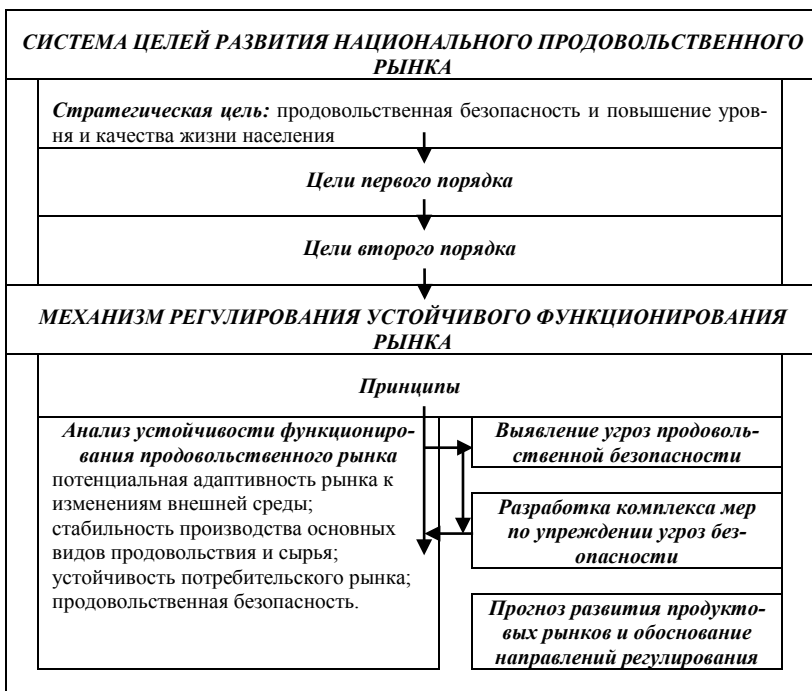 СИСТЕМА ЦЕЛЕЙ РАЗВИТИЯ НАЦИОНАЛЬНОГО ПРОДОВОЛЬСТВЕННОГО
РЫНКА
Стратегическая цель: продовольственная безопасность и повышение уров-
ня и качества жизни населения
Цели первого порядка
Цели второго порядка
МЕХАНИЗМ РЕГУЛИРОВАНИЯ УСТОЙЧИВОГО ФУНКЦИОНИРОВАНИЯ
РЫНКА
Принципы
Анализ устойчивости функциониро-
вания продовольственного рынка
потенциальная адаптивность рынка к
изменениям внешней среды;
стабильность производства основных
видов продовольствия и сырья;
устойчивость потребительского рынка;
продовольственная безопасность.
Выявление угроз продоволь-
ственной безопасности
Разработка комплекса мер
по упреждении угроз без-
опасности
Прогноз развития продукто-
вых рынков и обоснование
направлений регулирования